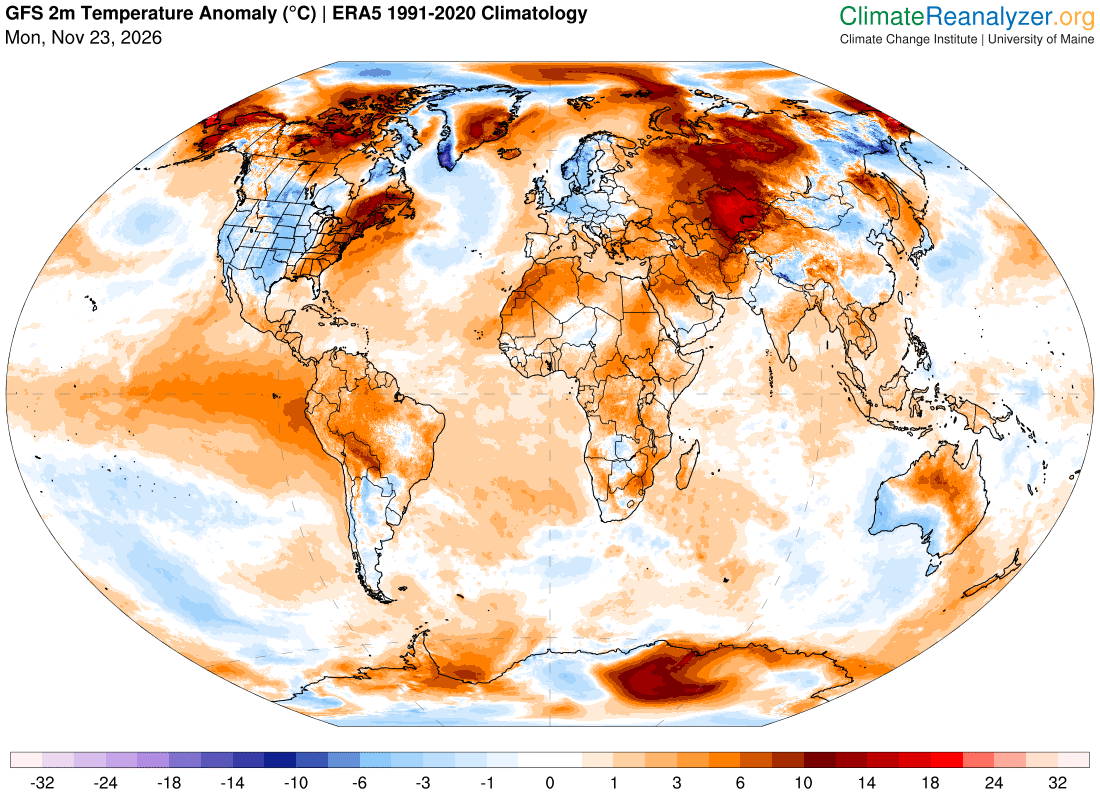 GFS 2m Temperature Anomaly (°C) | ERA5 1991-2020 Climatology
ClimateReanalyzer.org
Mon, Nov 23, 2026
Climate Change Institute | University of Maine
-32 -24 -18 -14 -10 -6 -3 -1 0 1 3 6 10 14 18 24 32